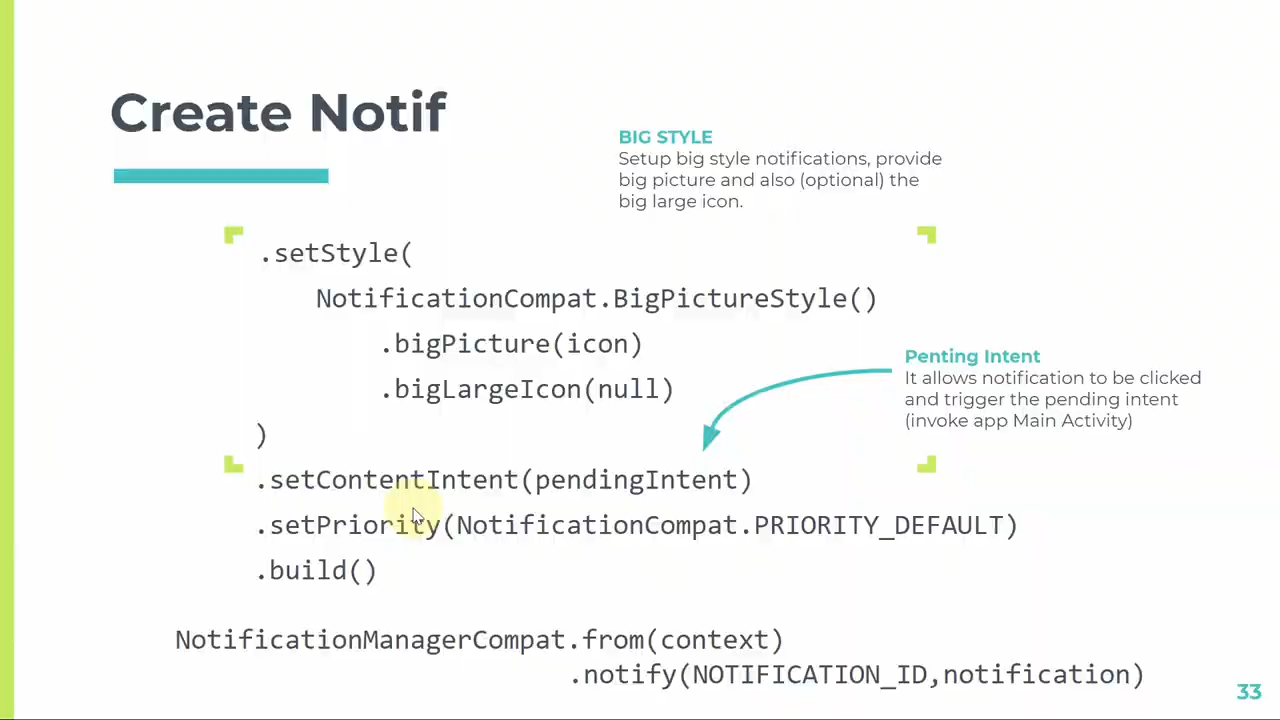 Create Notif
BIG STYLE
Setup big style notifications, provide
big picture and also (optional) the
big large icon.
.setStyle(
NotificationCompat.BigPictureStyle()
.bigPicture(icon)
.bigLargeIcon(null)
)
Penting Intent
It allows notification to be clicked
and trigger the pending intent
(invoke app Main Activity)
.setContentIntent(pendingIntent)
.setPriority(NotificationCompat.PRIORITY_DEFAULT)
.build()
NotificationManagerCompat.from(context)
.notify(NOTIFICATION_ID,notification)
33